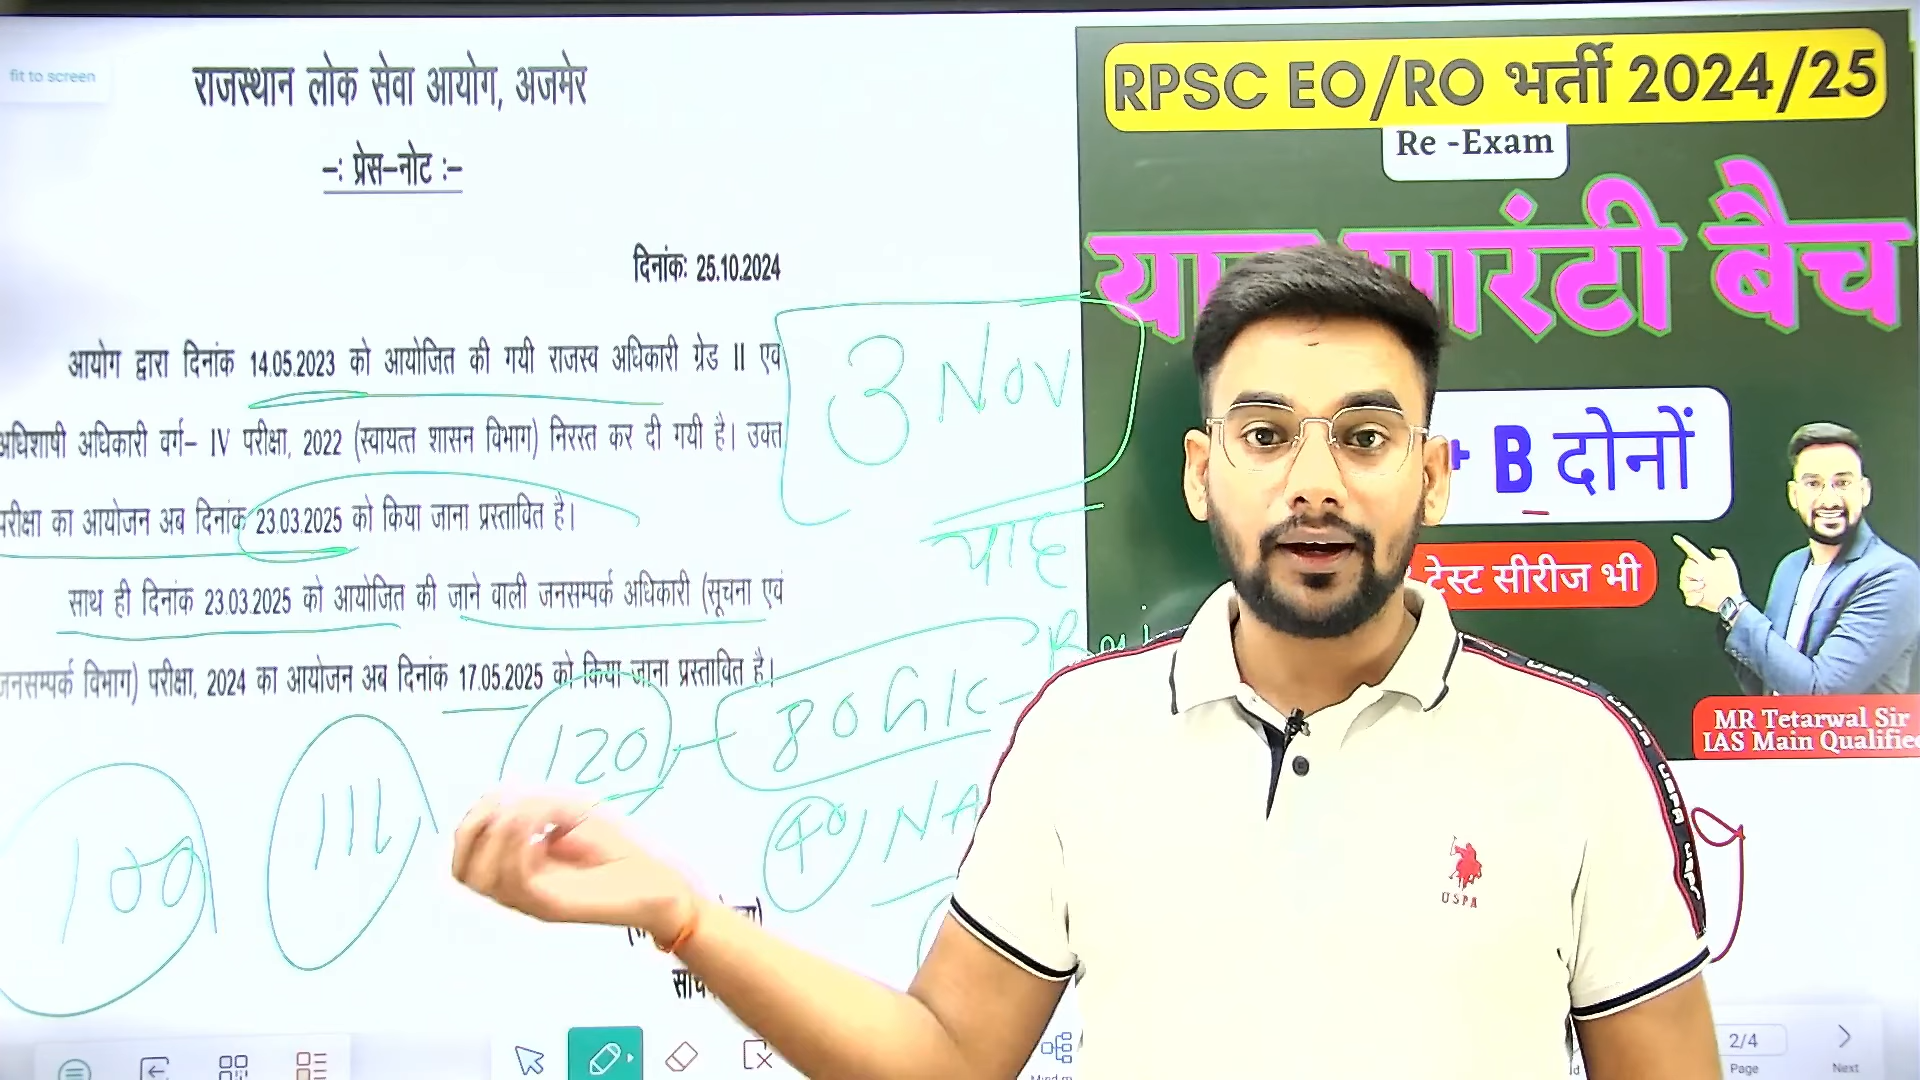 fit to screen
राजस्थान लोक सेवा आयोग, अजमेर
-: प्रेस-नोट :-
दिनांक: 25.10.2024
आयोग द्वारा दिनांक 14.05.2023 को आयोजित की गयी राजस्व अधिकारी ग्रेड II एवं
अधिशाषी अधिकारी वर्ग- IV परीक्षा, 2022 (स्वायत्त शासन विभाग) निरस्त कर दी गयी है। उक्त
परीक्षा का आयोजन अब दिनांक 23.03.2025 को किया जाना प्रस्तावित है।
साथ ही दिनांक 23.03.2025 को आयोजित की जाने वाली जनसम्पर्क अधिकारी (सूचना एवं
जनसम्पर्क विभाग) परीक्षा, 2024 का आयोजन अब दिनांक 17.05.2025 को किया जाना प्रस्तावित है।
3 Nov
याद
120 - 80 G.K -
40 NA
100
111
RPSC EO/RO भर्ती 2024/25
Re -Exam
बैच
+ B दोनों
टेस्ट सीरीज भी
MR Tetarwal Sir
IAS Main Qualified
USPA
2/4
Page
Next